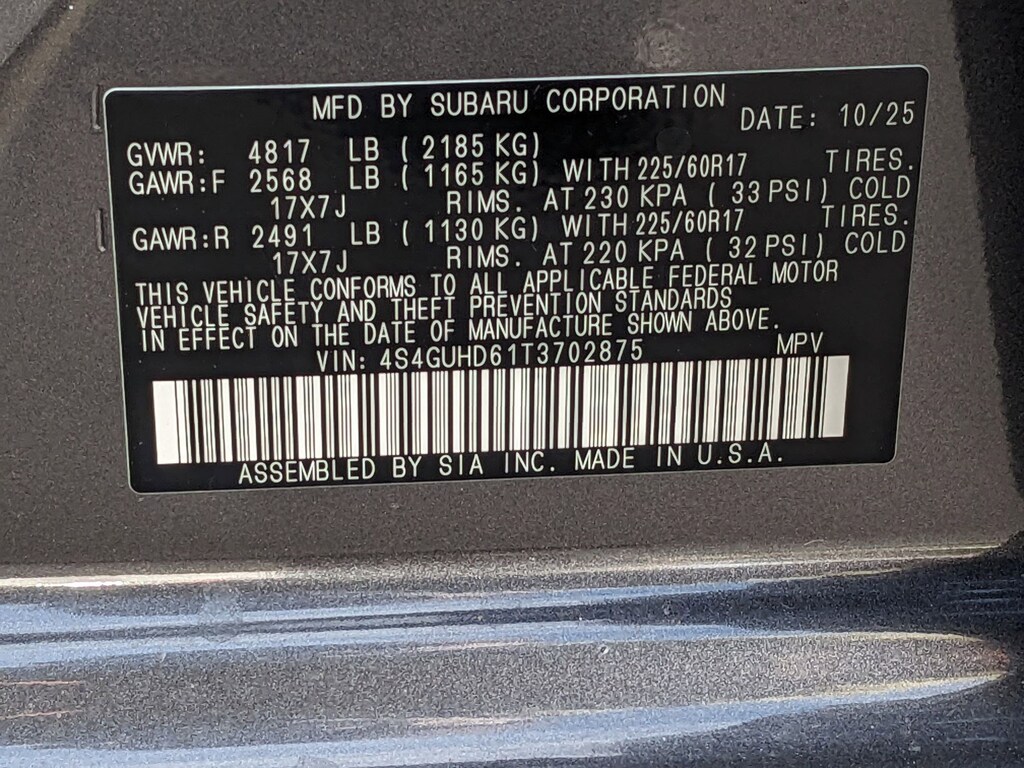 MFD BY SUBARU CORPORATION DATE: 10/25
GVWR: 4817 LB ( 2185 KG)
GAWR:F 2568 LB ( 1165 KG) WITH 225/60R17 TIRES.
17X7J RIMS. AT 230 KPA ( 33 PSI) COLD
GAWR:R 2491 LB ( 1130 KG) WITH 225/60R17 TIRES.
17X7J RIMS. AT 220 KPA ( 32 PSI) COLD
THIS VEHICLE CONFORMS TO ALL APPLICABLE FEDERAL MOTOR
VEHICLE SAFETY AND THEFT PREVENTION STANDARDS
IN EFFECT ON THE DATE OF MANUFACTURE SHOWN ABOVE.
VIN: 4S4GUHD61T3702875 MPV
ASSEMBLED BY SIA INC. MADE IN U.S.A.